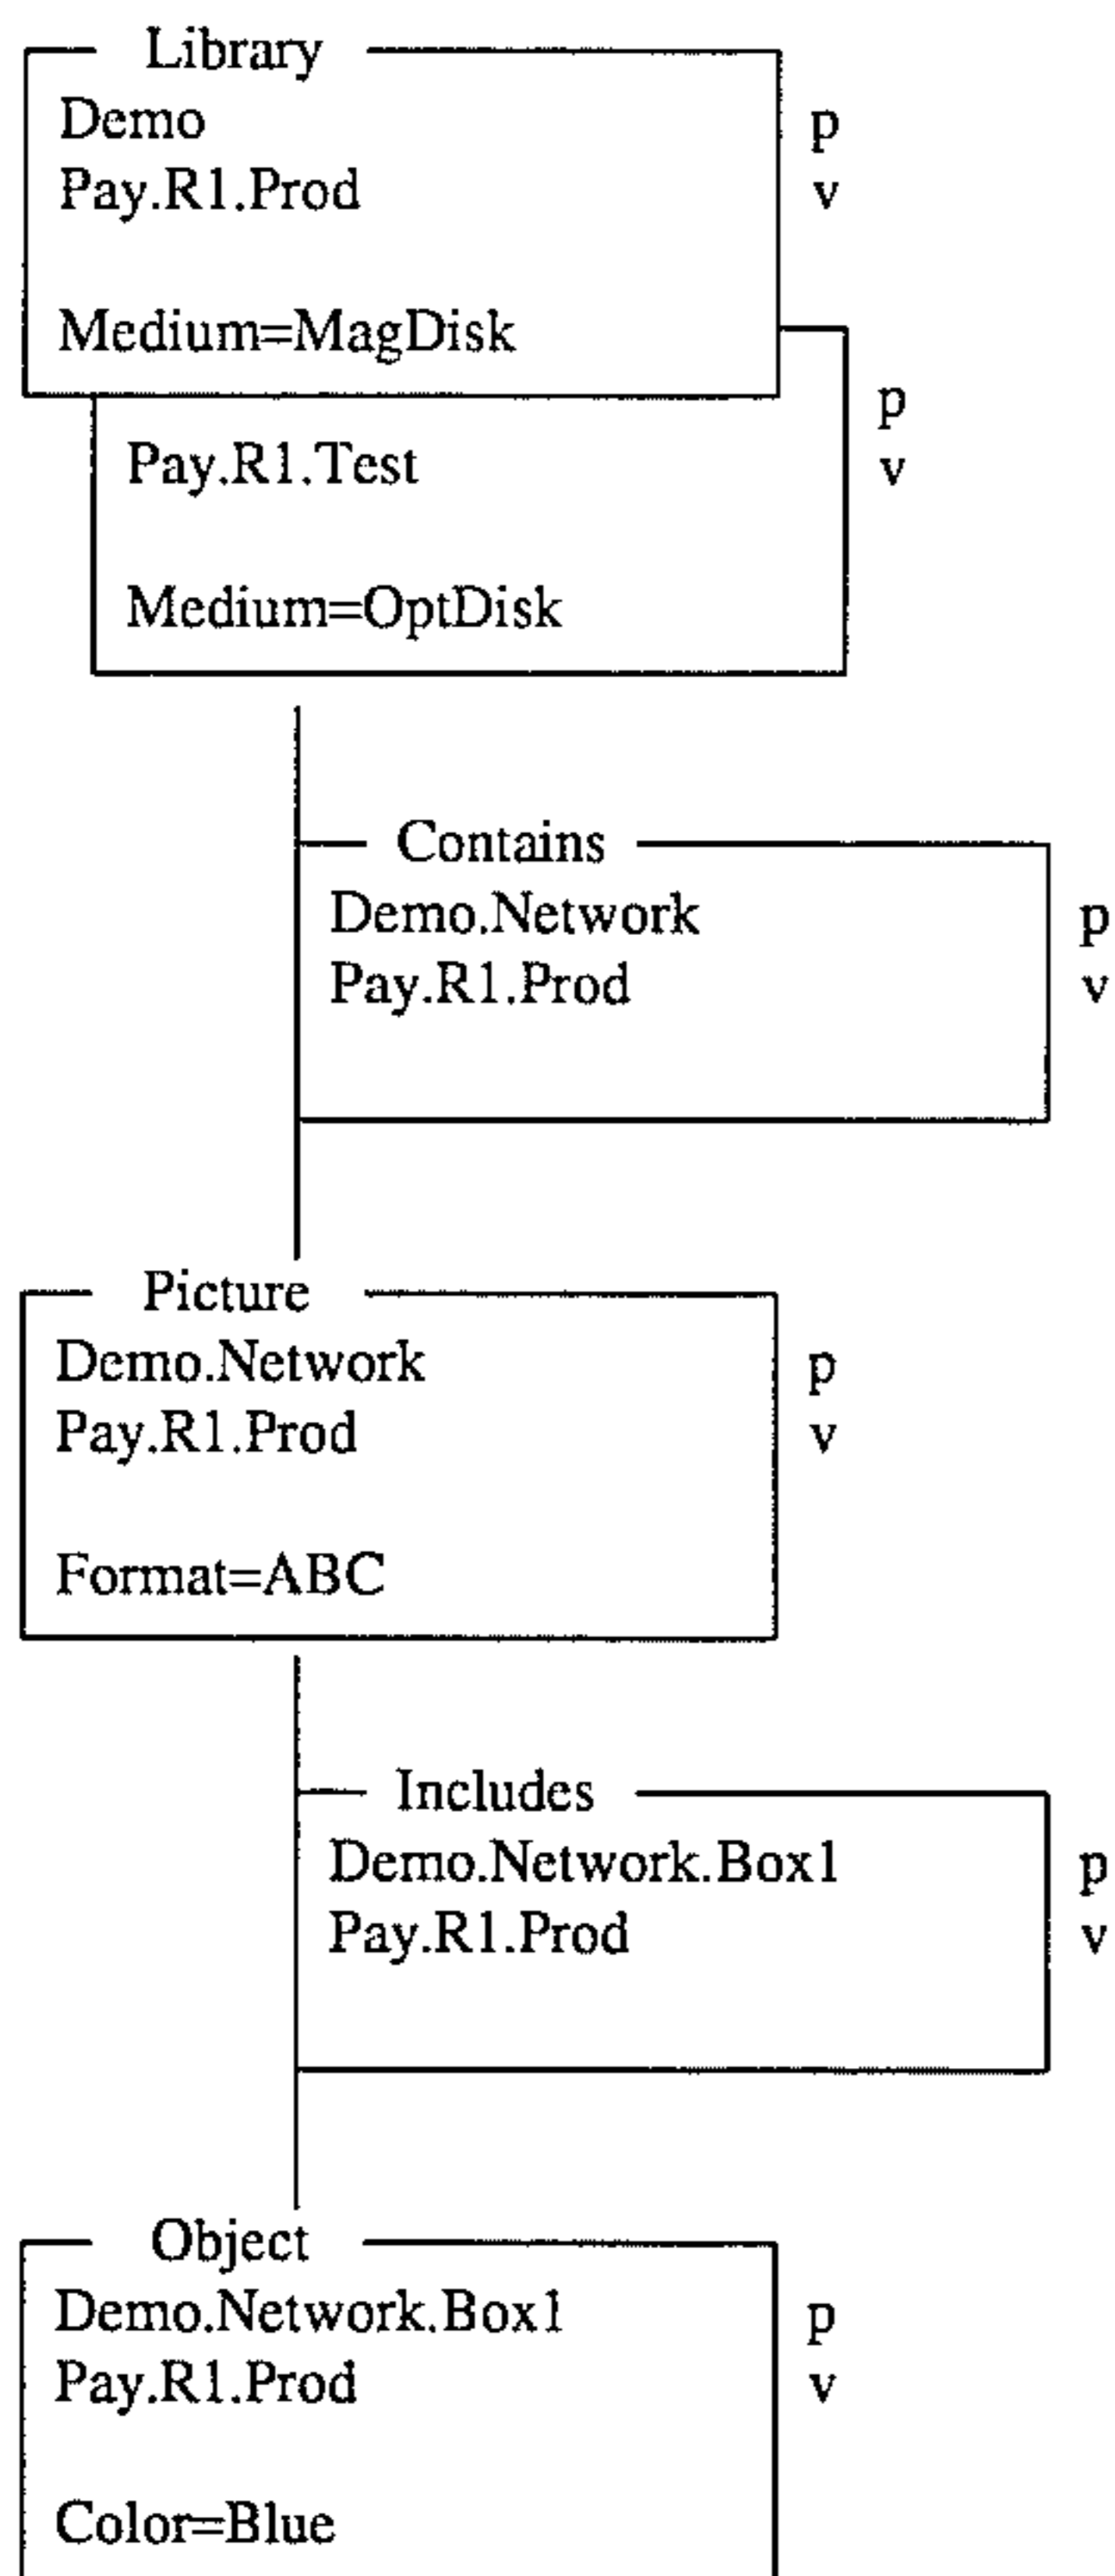 Library
Demo p
Pay.R1.Prod v
Medium=MagDisk
p
Pay.R1.Test v
Medium=OptDisk
Contains
Demo.Network p
Pay.R1.Prod v
Picture
Demo.Network p
Pay.R1.Prod v
Format=ABC
Includes
Demo.Network.Box1 p
Pay.R1.Prod v
Object
Demo.Network.Box1 p
Pay.R1.Prod v
Color=Blue